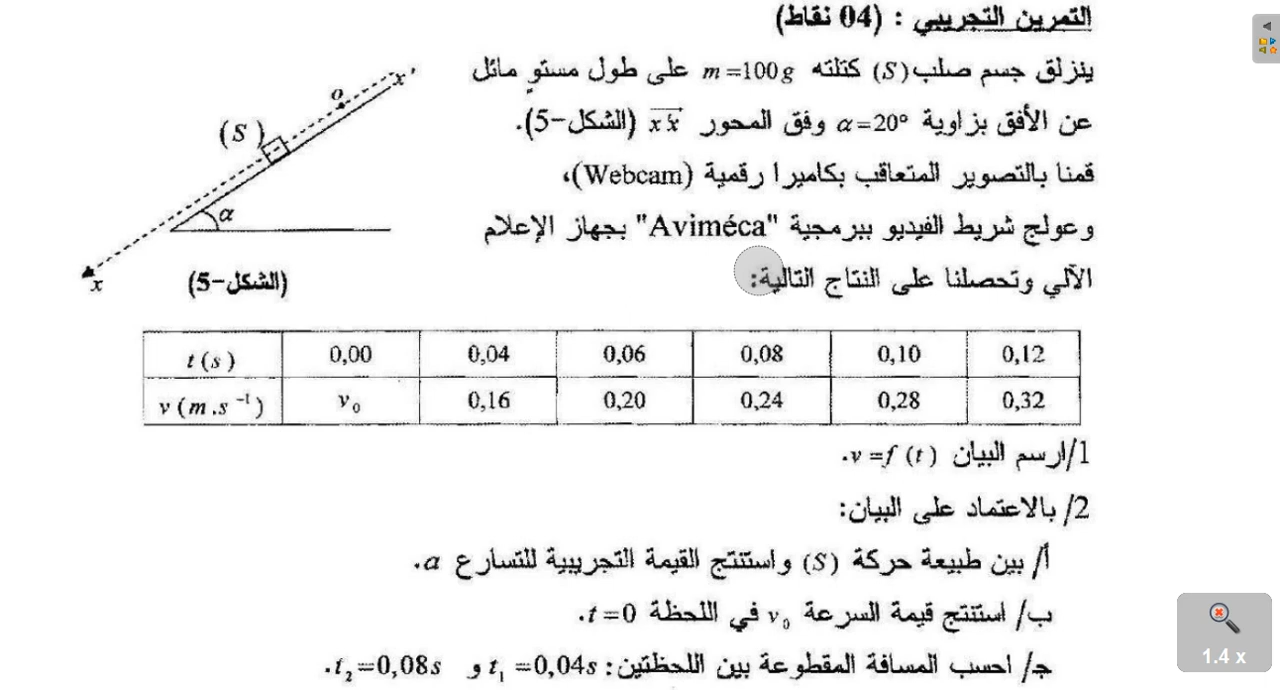 التمرين التجريبي : (04 نقاط)
ينزلق جسم صلب (S) كتلته m=100g على طول مستو مائل
عن الأفق بزاوية α=20° وفق المحور xx́ (الشكل-5).
قمنا بالتصوير المتعاقب بكاميرا رقمية (Webcam)،
وعولج شريط الفيديو ببرمجية "Aviméca" بجهاز الإعلام
الآلي وتحصلنا على النتاج التالية:
x'
o
(S)
α
x
(الشكل-5)
t(s) 0,00 0,04 0,06 0,08 0,10 0,12
v(m.s⁻¹) v₀ 0,16 0,20 0,24 0,28 0,32
1/ارسم البيان v=f(t).
2/ بالاعتماد على البيان:
أ/ بين طبيعة حركة (S) واستنتج القيمة التجريبية للتسارع a.
ب/ استنتج قيمة السرعة v₀ في اللحظة t=0.
ج/ احسب المسافة المقطوعة بين اللحظتين: t₁=0,04s و t₂=0,08s.
1.4 x